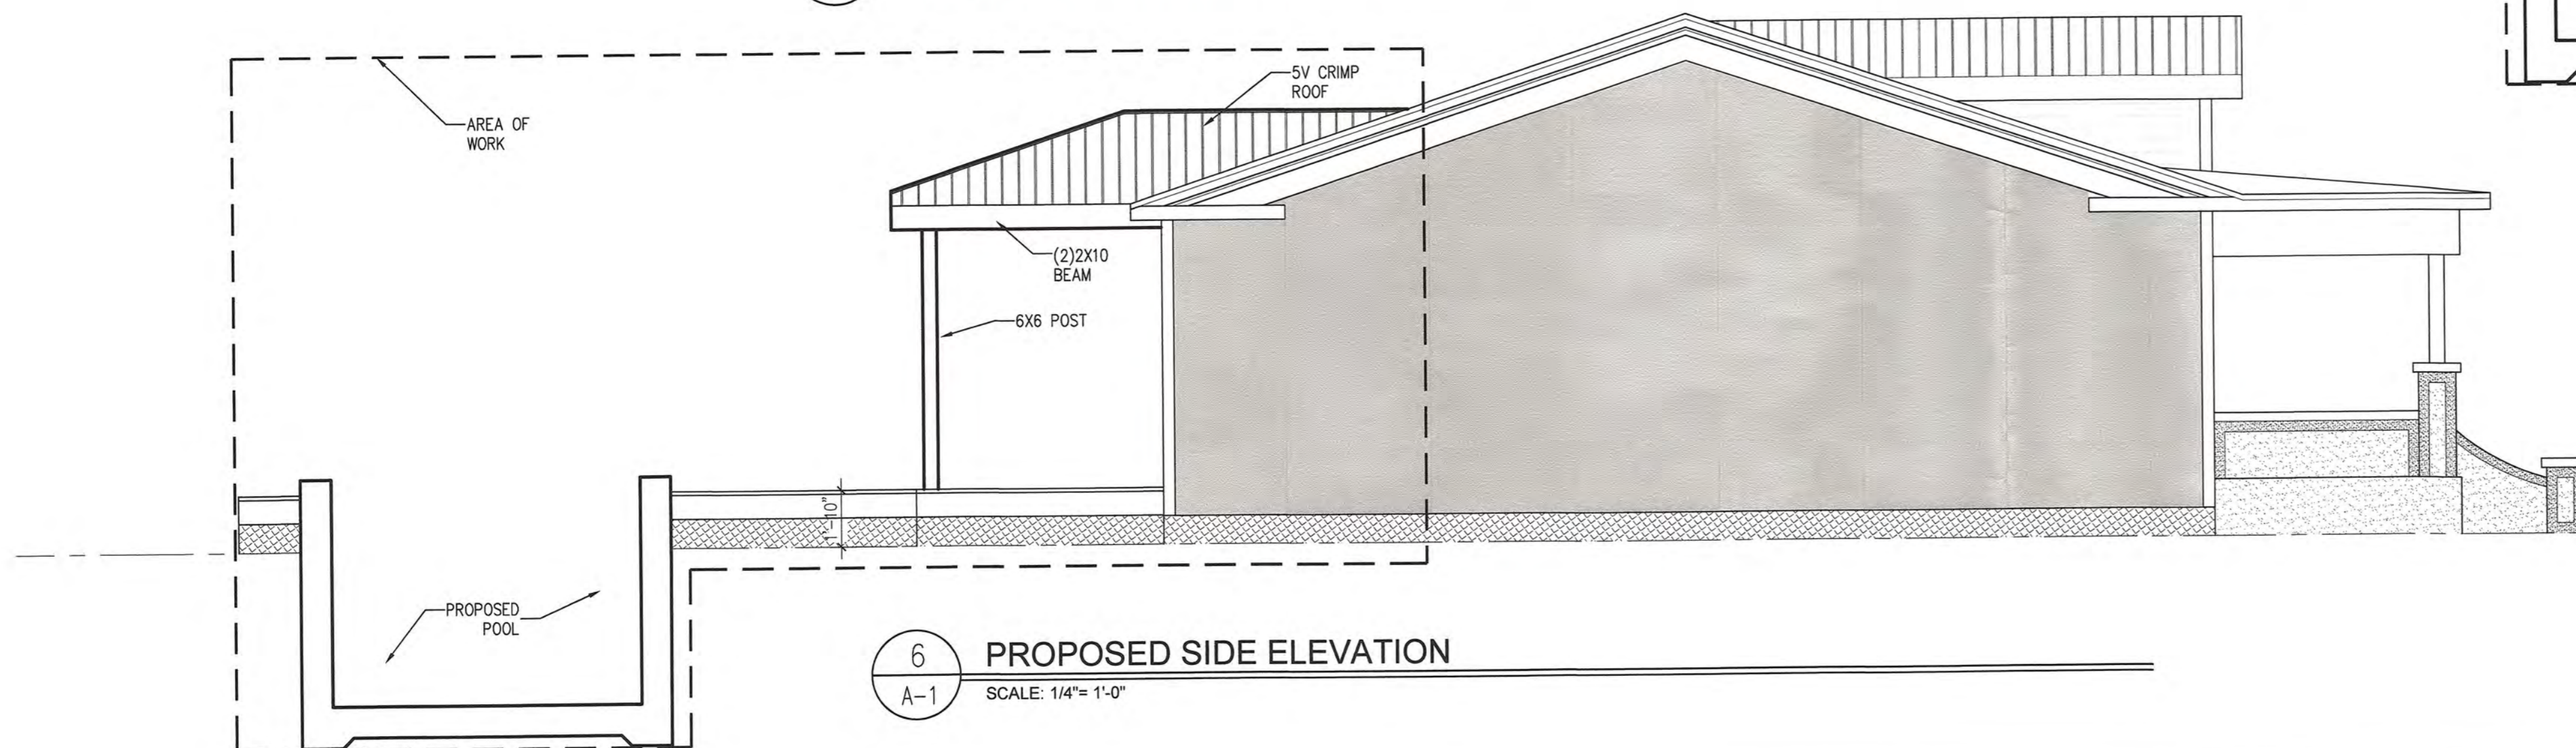 AREA OF
WORK
5V CRIMP
ROOF
(2)2X10
BEAM
6X6 POST
1'-10"
PROPOSED
POOL
6
A-1
PROPOSED SIDE ELEVATION
SCALE: 1/4"= 1'-0"